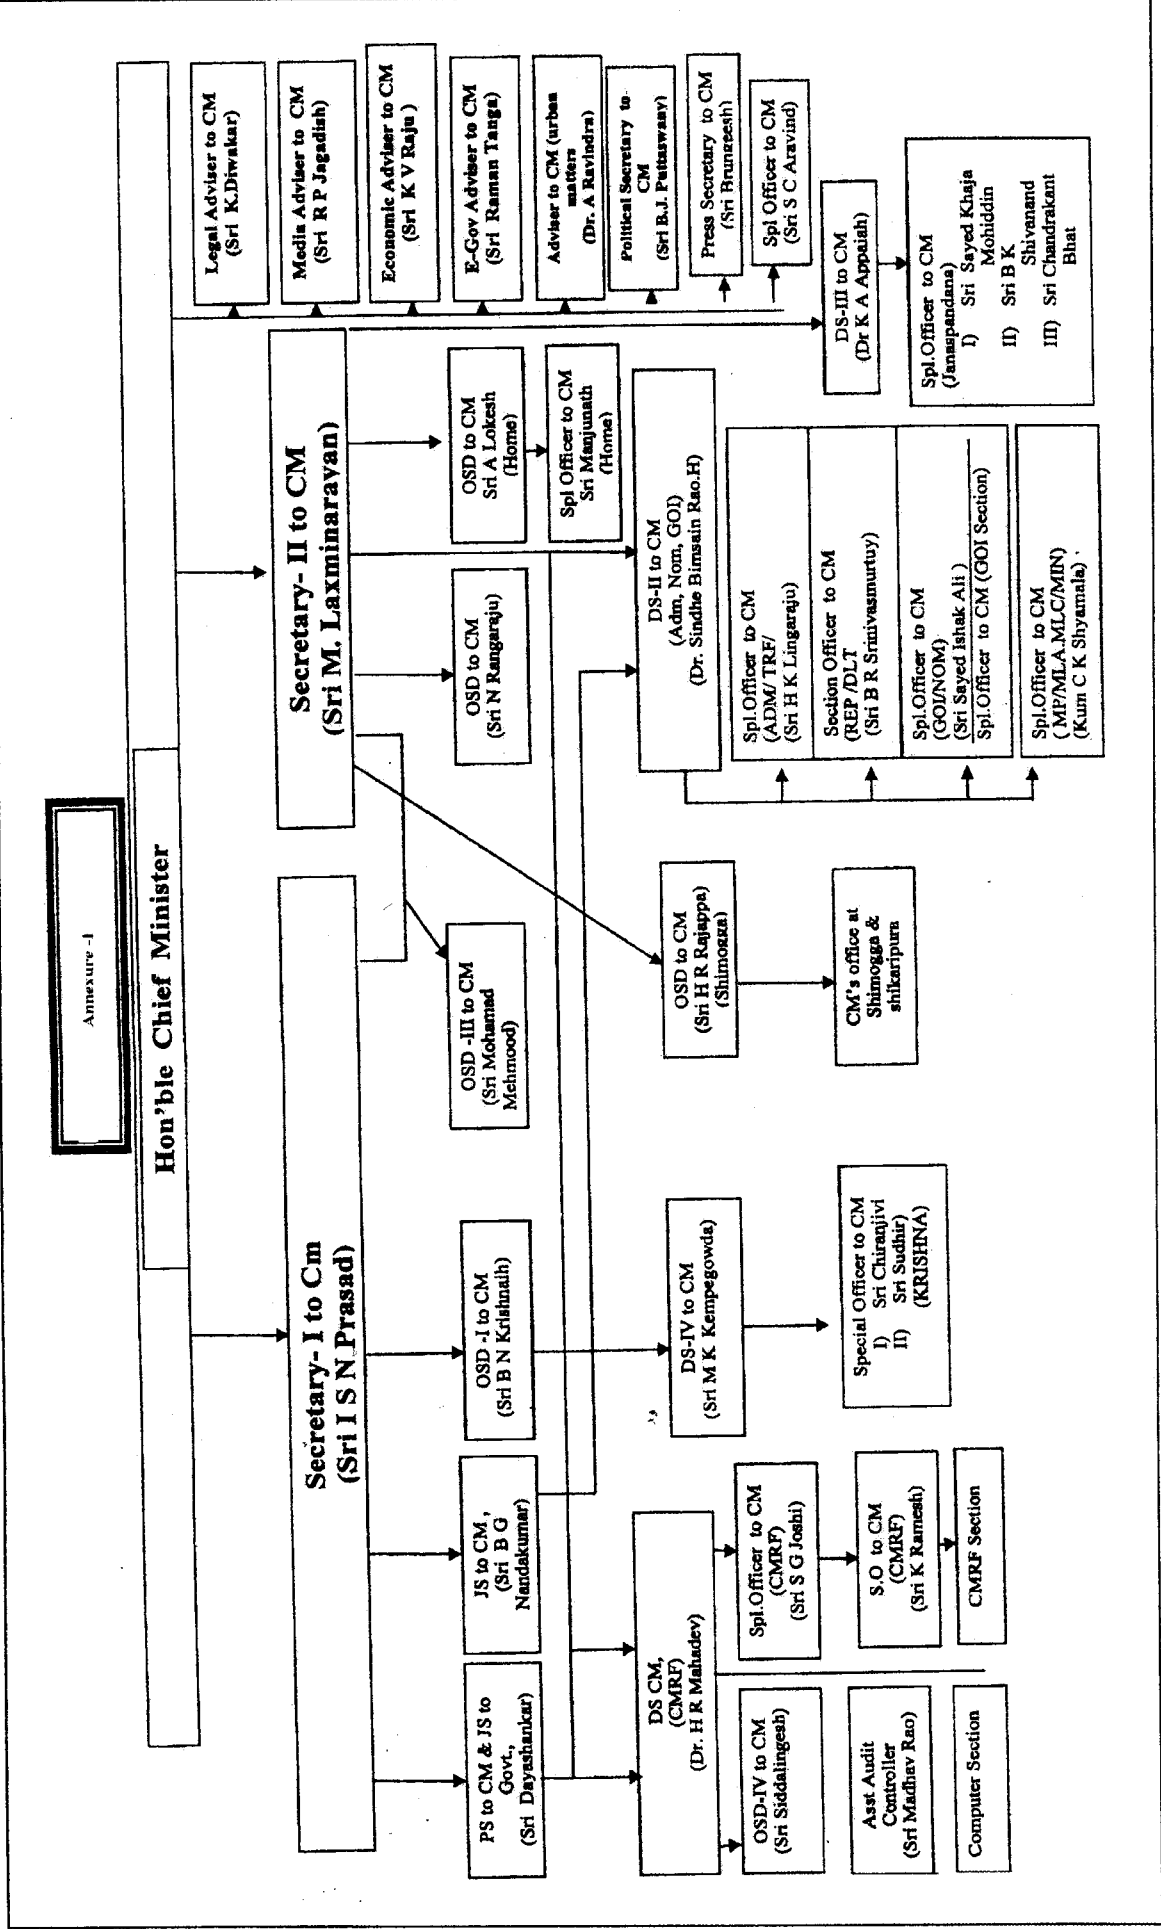 Annexure -I
Hon'ble Chief Minister
Secretary- I to Cm
(Sri I S N Prasad)
Secretary- II to CM
(Sri M. Laxminarayan)
Legal Adviser to CM
(Sri K.Diwakar)
Media Adviser to CM
(Sri R P Jagadish)
Economic Adviser to CM
(Sri K V Raju )
E-Gov Adviser to CM
(Sri Raman Tanga)
Adviser to CM (urban
matters
(Dr. A Ravindra)
Political Secretary to
CM
(Sri B.J. Puttaswany)
Press Secretary to CM
(Sri Brungeesh)
Spl Officer to CM
(Sri S C Aravind)
PS to CM & JS to
Govt.,
(Sri Dayashankar)
JS to CM ,
(Sri B G
Nandakumar)
OSD -I to CM
(Sri B N Krishnaih)
OSD -III to CM
(Sri Mohamad
Mehmood)
OSD to CM
(Sri N Rangaraju)
OSD to CM
Sri A Lokesh
(Home)
Spl Officer to CM
Sri Manjunath
(Home)
DS CM,
(CMRF)
(Dr. H R Mahadev)
DS-IV to CM
(Sri M K Kempegowda)
OSD to CM
(Sri H R Rajappa)
(Shimogga)
DS-II to CM
(Adm, Nom, GOI)
(Dr. Sindhe Bimsain Rao.H)
DS-III to CM
(Dr K A Appaiah)
OSD-IV to CM
(Sri Siddalingesh)
Asst Audit
Controller
(Sri Madhav Rao)
Computer Section
Spl.Officer to CM
(CMRF)
(Sri S G Joshi)
S.O to CM
(CMRF)
(Sri K Ramesh)
CMRF Section
Special Officer to CM
I) Sri Chiranjivi
II) Sri Sudhir)
(KRISHNA)
CM's office at
Shimogga &
shikaripura
Spl.Officer to CM
(ADM/ TRF/
(Sri H K Lingaraju)
Section Officer to CM
(REP /DLT
(Sri B R Srinivasmurtuy)
Spl.Officer to CM
(GOI/NOM)
(Sri Sayed Ishak Ali )
Spl.Officer to CM (GOI Section)
Spl.Officer to CM
( MP/MLA.MLC/MIN)
(Kum C K Shyamala)
Spl.Officer to CM
(Janaspandana)
I) Sri Sayed Khaja
Mohiddin
II) Sri B K
Shivanand
III) Sri Chandrakant
Bhat